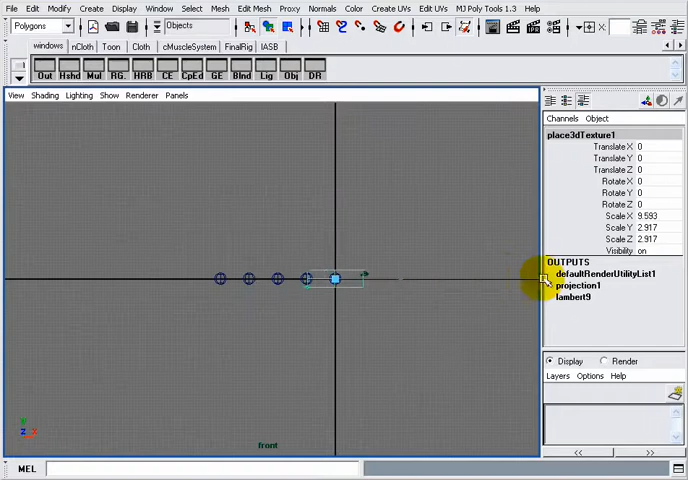 File Edit Modify Create Display Window Select Mesh Edit Mesh Proxy Normals Color Create UVs Edit UVs MJ Poly Tools 1.3 Help
Polygons Objects
windows nCloth Toon Cloth cMuscleSystem FinalRig IASB
Out Hshd Mul RG. HRB CE CpEd GE Blnd Lig Obj DR
View Shading Lighting Show Renderer Panels
Channels Object
place3dTexture1
Translate X 0
Translate Y 0
Translate Z 0
Rotate X 0
Rotate Y 0
Rotate Z 0
Scale X 9.593
Scale Y 2.917
Scale Z 2.917
Visibility on
OUTPUTS
defaultRenderUtilityList1
projection1
lambert9
Display Render
Layers Options Help
y
z x
front
<< >>
MEL